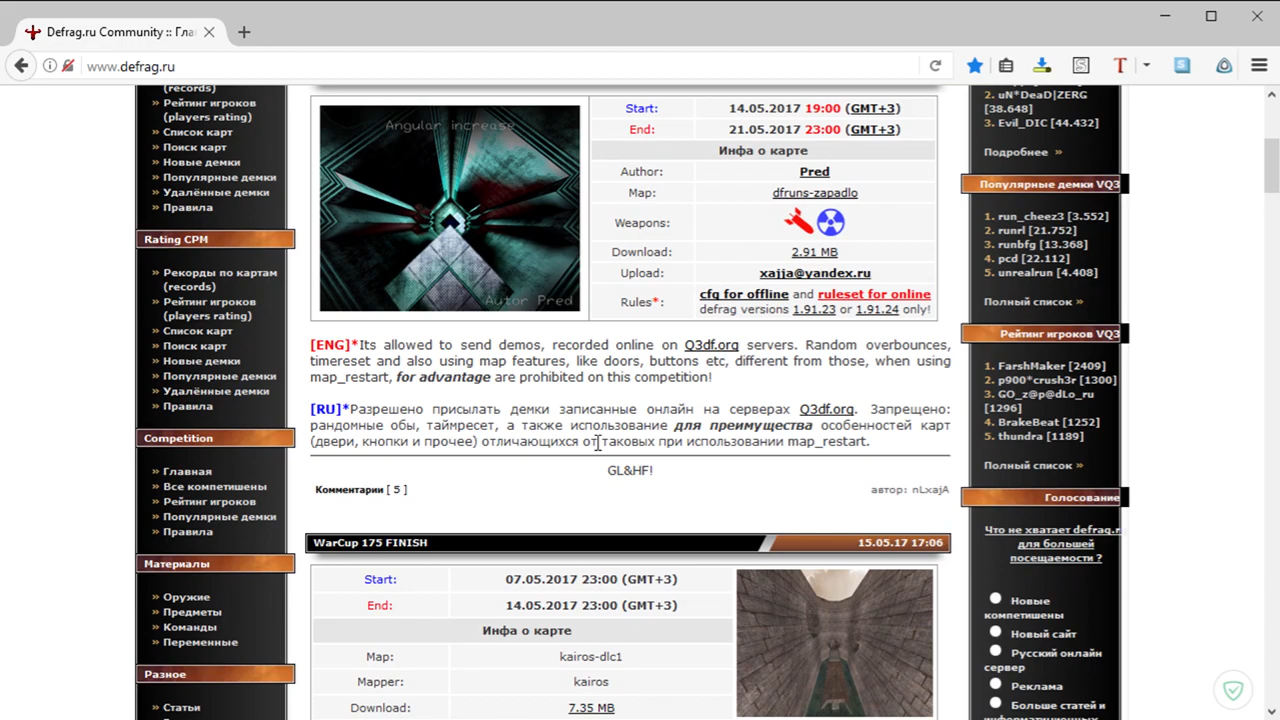 Defrag.ru Community :: Гла
www.defrag.ru
(records)
» Рейтинг игроков
(players rating)
» Список карт
» Поиск карт
» Новые демки
» Популярные демки
» Удалённые демки
» Правила
Rating CPM
» Рекорды по картам
(records)
» Рейтинг игроков
(players rating)
» Список карт
» Поиск карт
» Новые демки
» Популярные демки
» Удалённые демки
» Правила
Competition
» Главная
» Все компетишены
» Рейтинг игроков
» Популярные демки
» Правила
Материалы
» Оружие
» Предметы
» Команды
» Переменные
Разное
» Статьи
Angular increase
Autor Pred
Start: 14.05.2017 19:00 (GMT+3)
End: 21.05.2017 23:00 (GMT+3)
Инфа о карте
Author: Pred
Map: dfruns-zapadlo
Weapons:
Download: 2.91 MB
Upload: xajja@yandex.ru
Rules*: cfg for offline and ruleset for online
defrag versions 1.91.23 or 1.91.24 only!
[ENG]*Its allowed to send demos, recorded online on Q3df.org servers. Random overbounces,
timereset and also using map features, like doors, buttons etc, different from those, when using
map_restart, for advantage are prohibited on this competition!
[RU]*Разрешено присылать демки записанные онлайн на серверах Q3df.org. Запрещено:
рандомные обы, таймресет, а также использование для преимущества особенностей карт
(двери, кнопки и прочее) отличающихся от таковых при использовании map_restart.
GL&HF!
Комментарии [ 5 ] автор: nLxajA
WarCup 175 FINISH 15.05.17 17:06
Start: 07.05.2017 23:00 (GMT+3)
End: 14.05.2017 23:00 (GMT+3)
Инфа о карте
Map: kairos-dlc1
Mapper: kairos
Download: 7.35 MB
2. uN*DeaD|ZERG
[38.648]
3. Evil_DIC [44.432]
Подробнее »
Популярные демки VQ3
1. run_cheez3 [3.552]
2. runrl [21.752]
3. runbfg [13.368]
4. pcd [22.112]
5. unrealrun [4.408]
Полный список »
Рейтинг игроков VQ3
1. FarshMaker [2409]
2. p900*crush3r [1300]
3. GO_z@p@dLo_ru
[1296]
4. BrakeBeat [1252]
5. thundra [1189]
Полный список »
Голосование
Что не хватает defrag.r
для большей
посещаемости ?
Новые
компетишены
Новый сайт
Русский онлайн
сервер
Реклама
Больше статей и